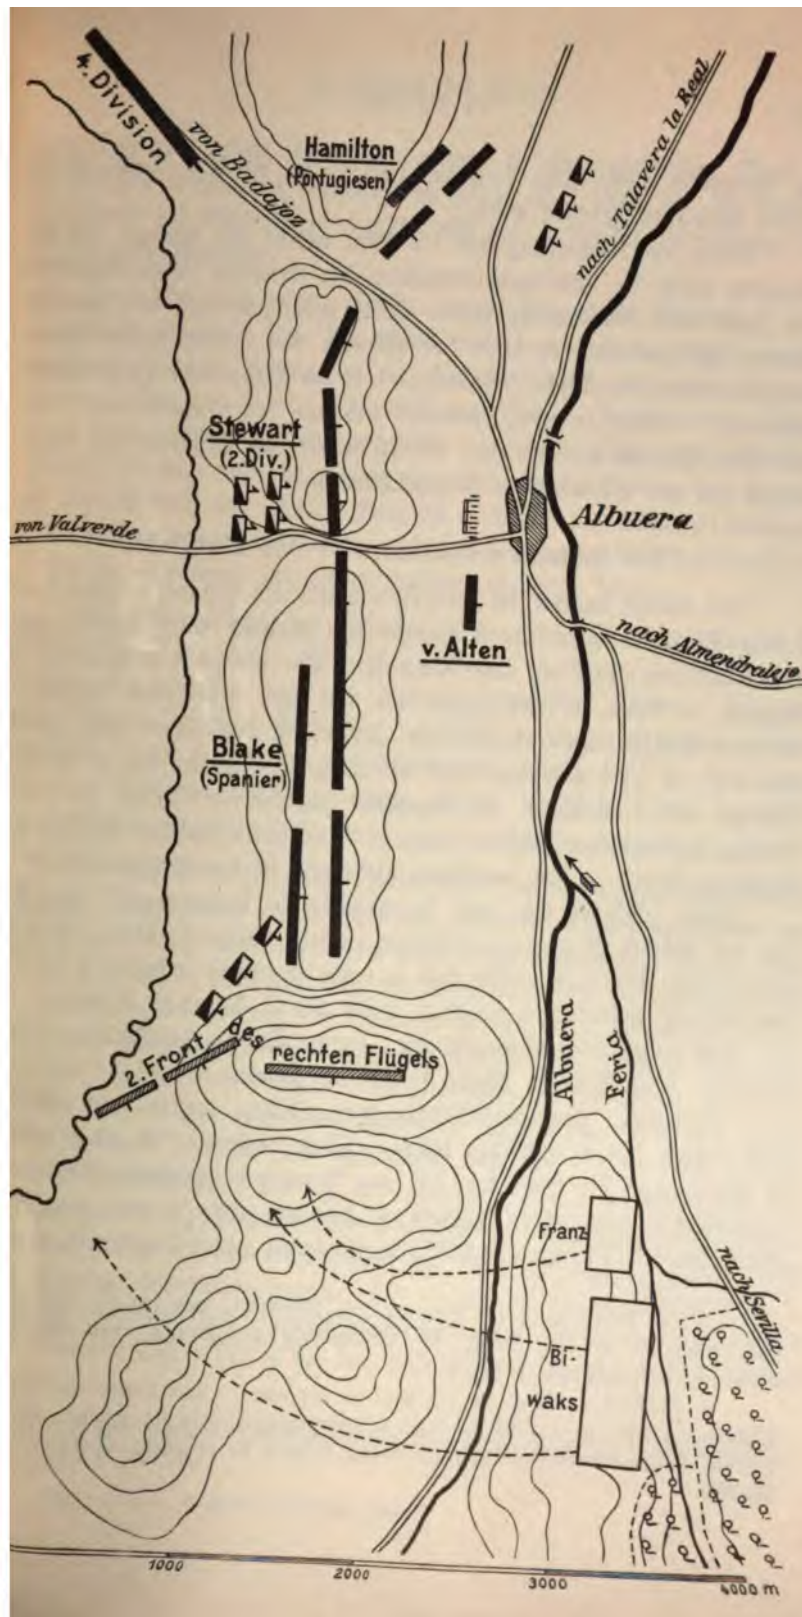 4. Division
von Badajoz
Hamilton
(Portugiesen)
nach Talavera la Real
Stewart
(2. Div.)
von Valverde
Albuera
v. Alten
nach Almendralejo
Blake
(Spanier)
2. Front des
rechten Flügels
Albuera
Feria
Franz.
Bi-
waks
nach Sevilla
1000
2000
3000
4000 m